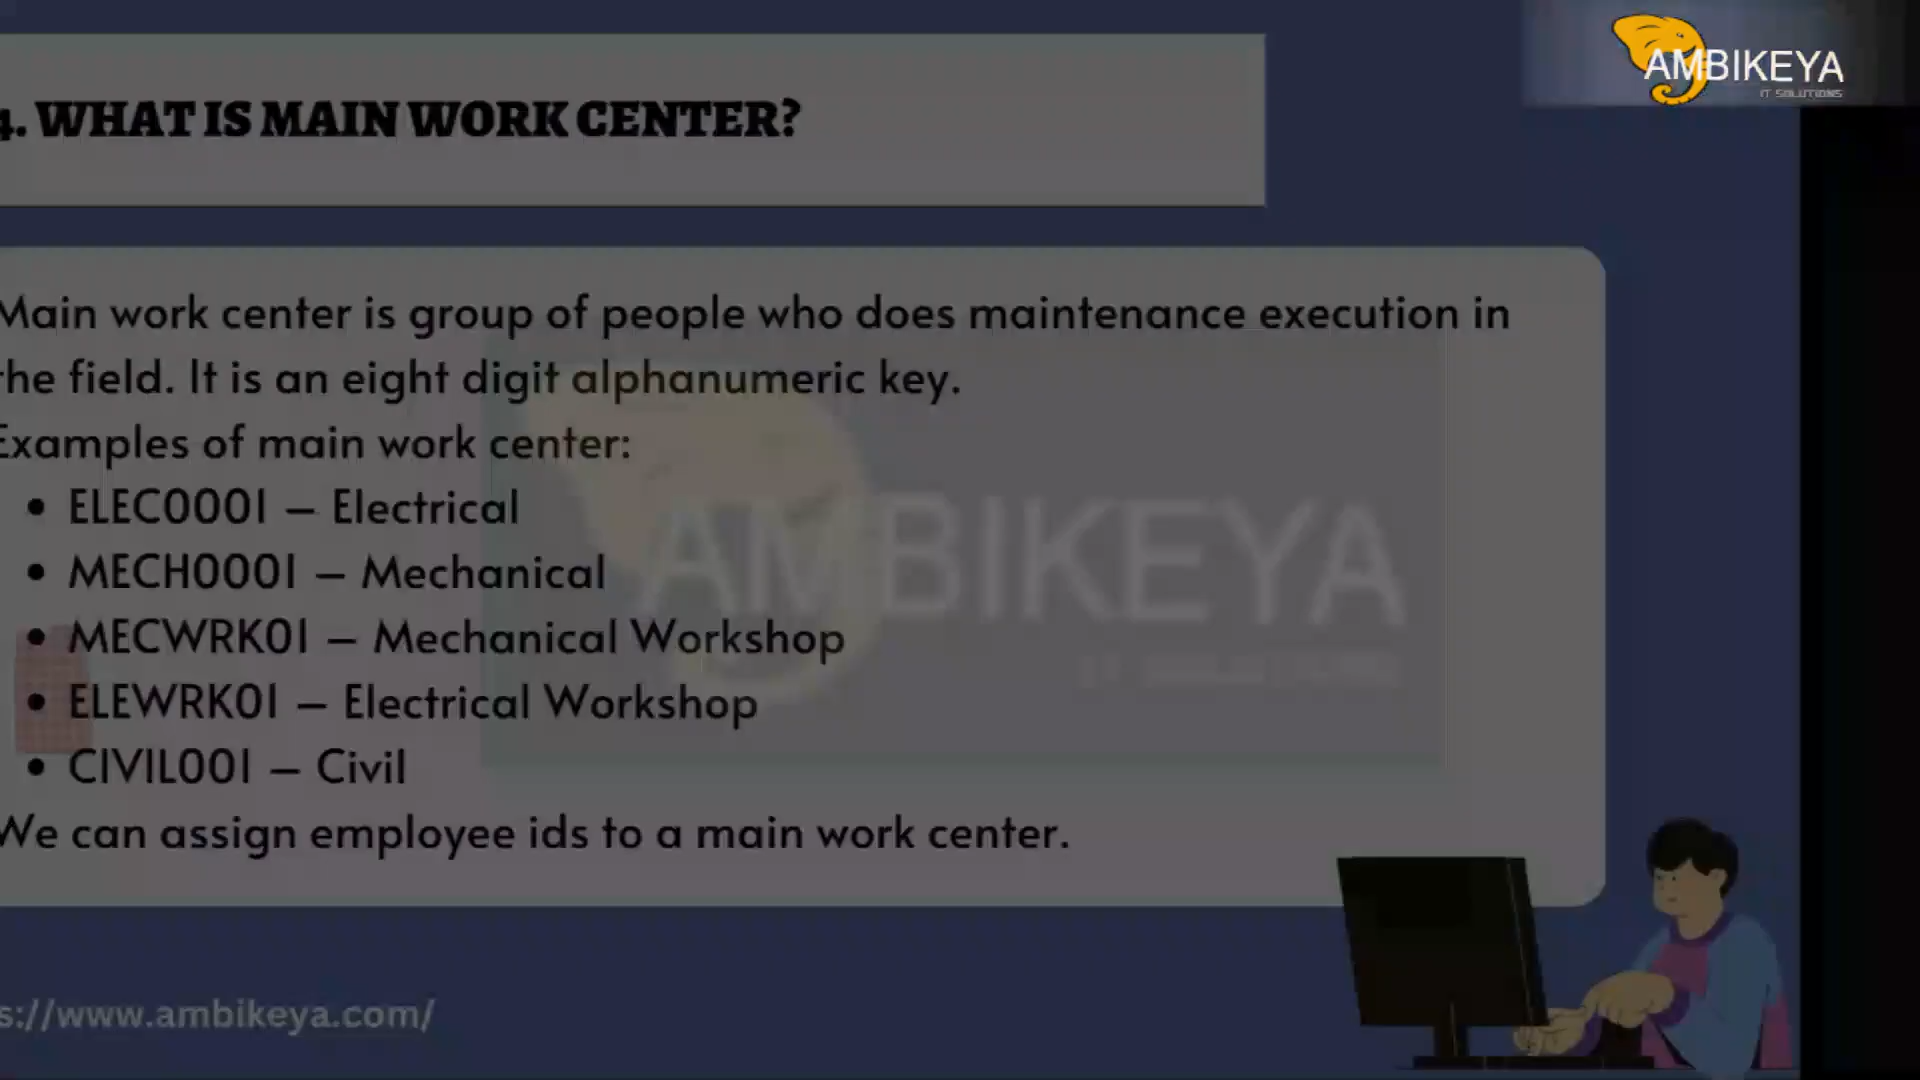 AMBIKEYA
IT SOLUTIONS
4. WHAT IS MAIN WORK CENTER?
Main work center is group of people who does maintenance execution in
the field. It is an eight digit alphanumeric key.
Examples of main work center:
• ELEC0001 – Electrical
• MECH0001 – Mechanical
• MECWRK01 – Mechanical Workshop
• ELEWRK01 – Electrical Workshop
• CIVIL001 – Civil
We can assign employee ids to a main work center.
AMBIKEYA
IT SOLUTIONS
s://www.ambikeya.com/